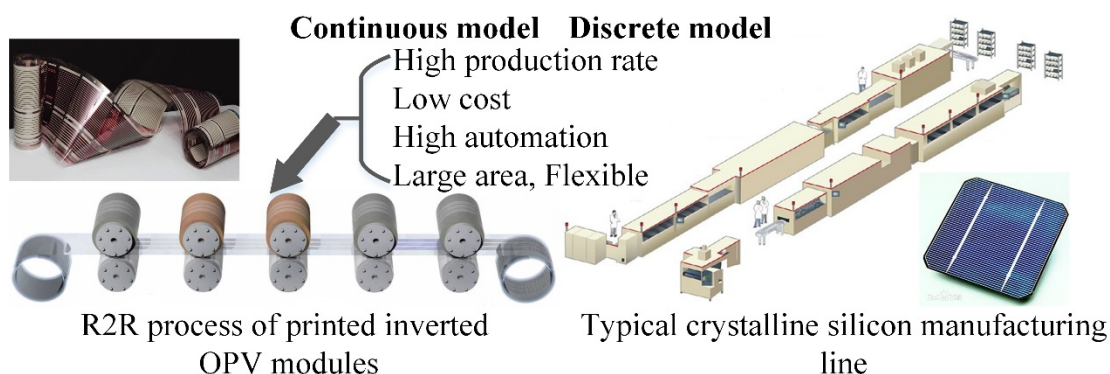 Continuous model Discrete model
High production rate
Low cost
High automation
Large area, Flexible
R2R process of printed inverted
OPV modules
Typical crystalline silicon manufacturing
line